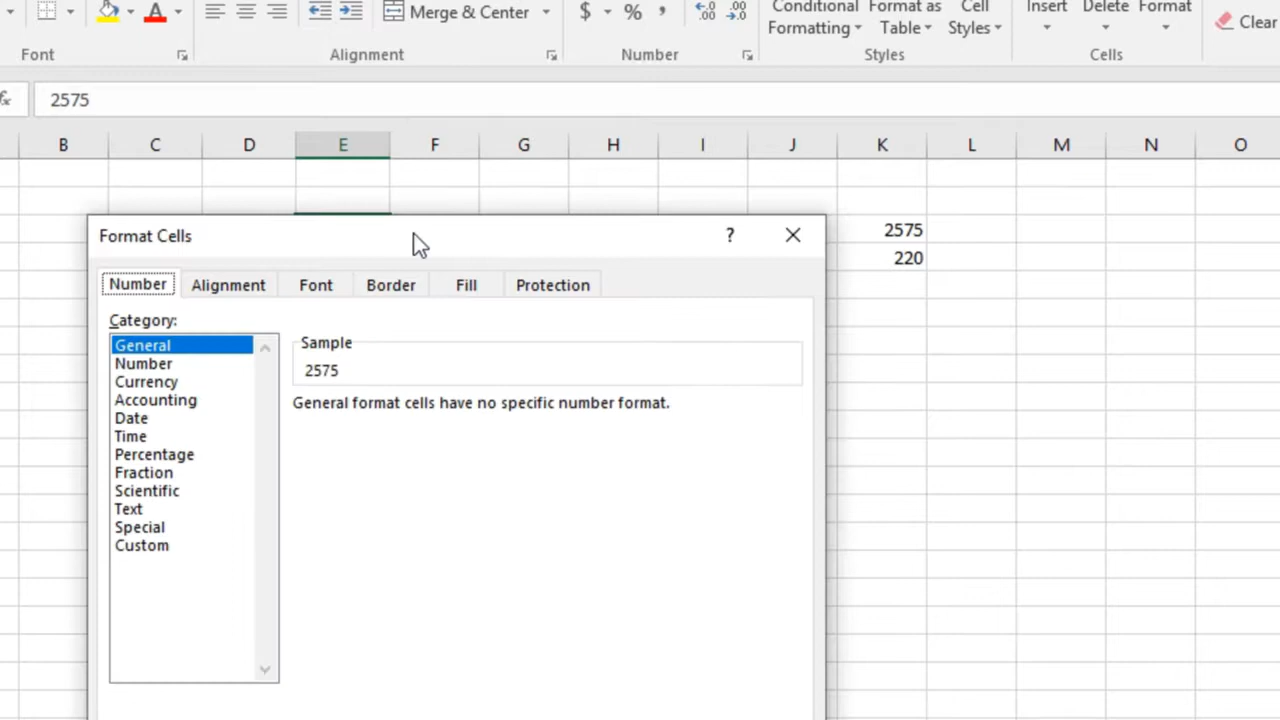 Merge & Center
$ % ,
Conditional Formatting
Format as Table
Cell Styles
Insert
Delete
Format
Clear
Font
Alignment
Number
Styles
Cells
fx 2575
B C D E F G H I J K L M N O
2575
220
Format Cells ?
Number Alignment Font Border Fill Protection
Category:
General
Number
Currency
Accounting
Date
Time
Percentage
Fraction
Scientific
Text
Special
Custom
Sample
2575
General format cells have no specific number format.